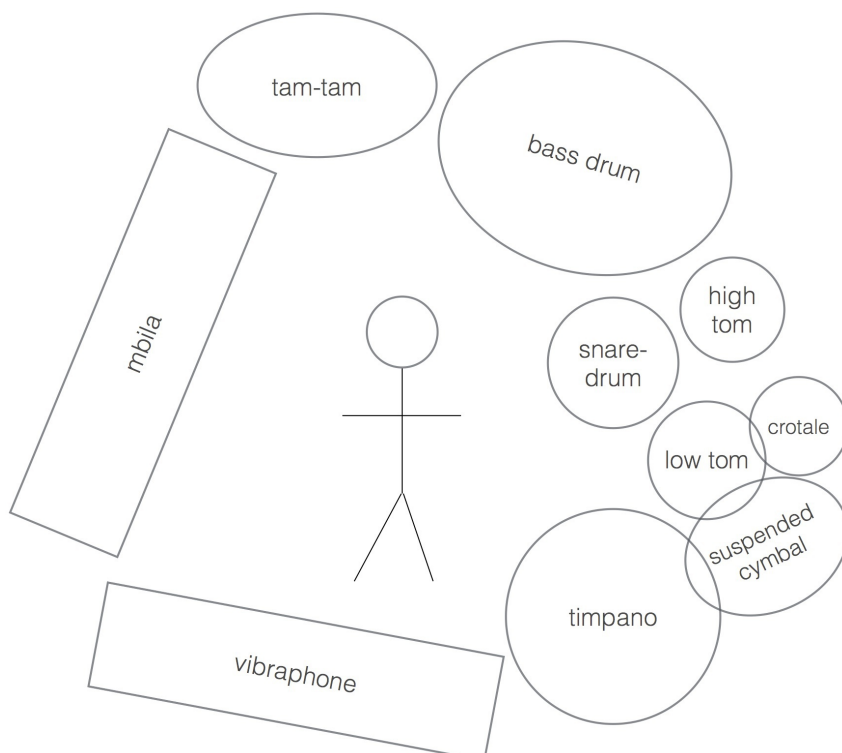 tam-tam
bass drum
high
tom
mbila
snare-
drum
crotale
low tom
suspended
cymbal
timpano
vibraphone